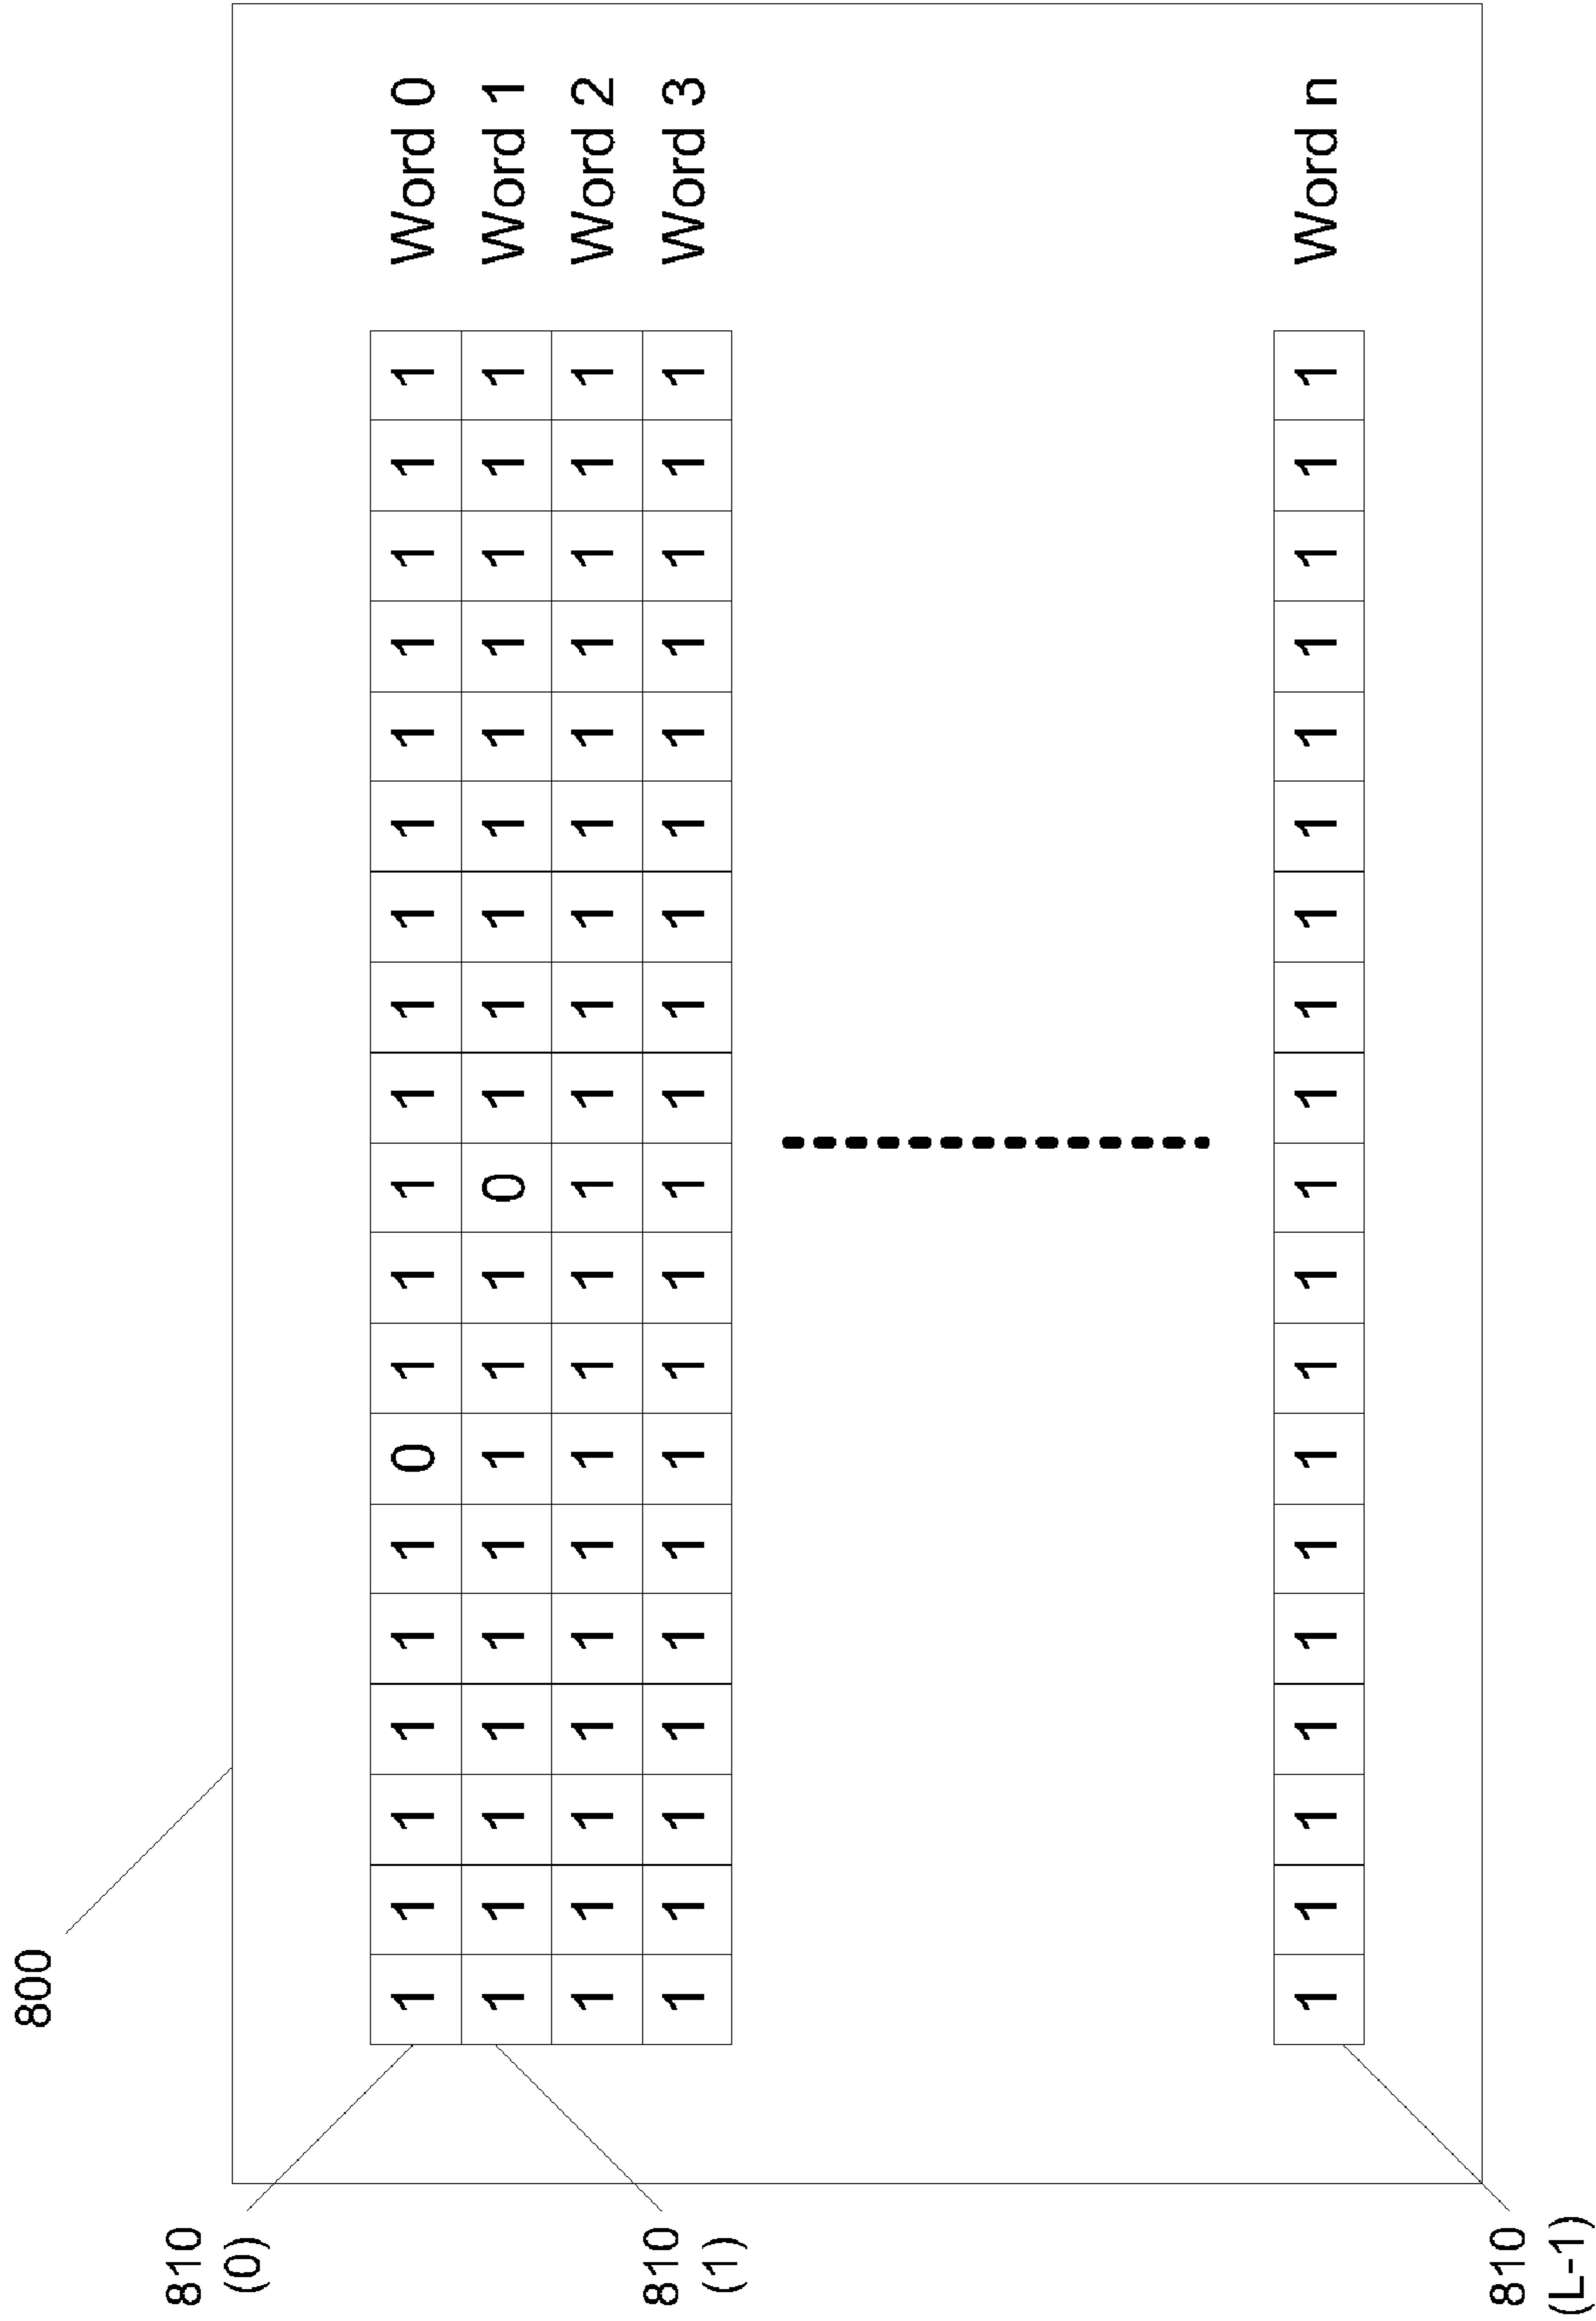 800
810
(0)
1 1 1 1 1 1 0 1 1 1 1 1 1 1 1 1 1 1 1 Word 0
1 1 1 1 1 1 1 1 1 0 1 1 1 1 1 1 1 1 1 Word 1
1 1 1 1 1 1 1 1 1 1 1 1 1 1 1 1 1 1 1 Word 2
1 1 1 1 1 1 1 1 1 1 1 1 1 1 1 1 1 1 1 Word 3
810
(1)
1 1 1 1 1 1 1 1 1 1 1 1 1 1 1 1 1 1 1 Word n
810
(L-1)